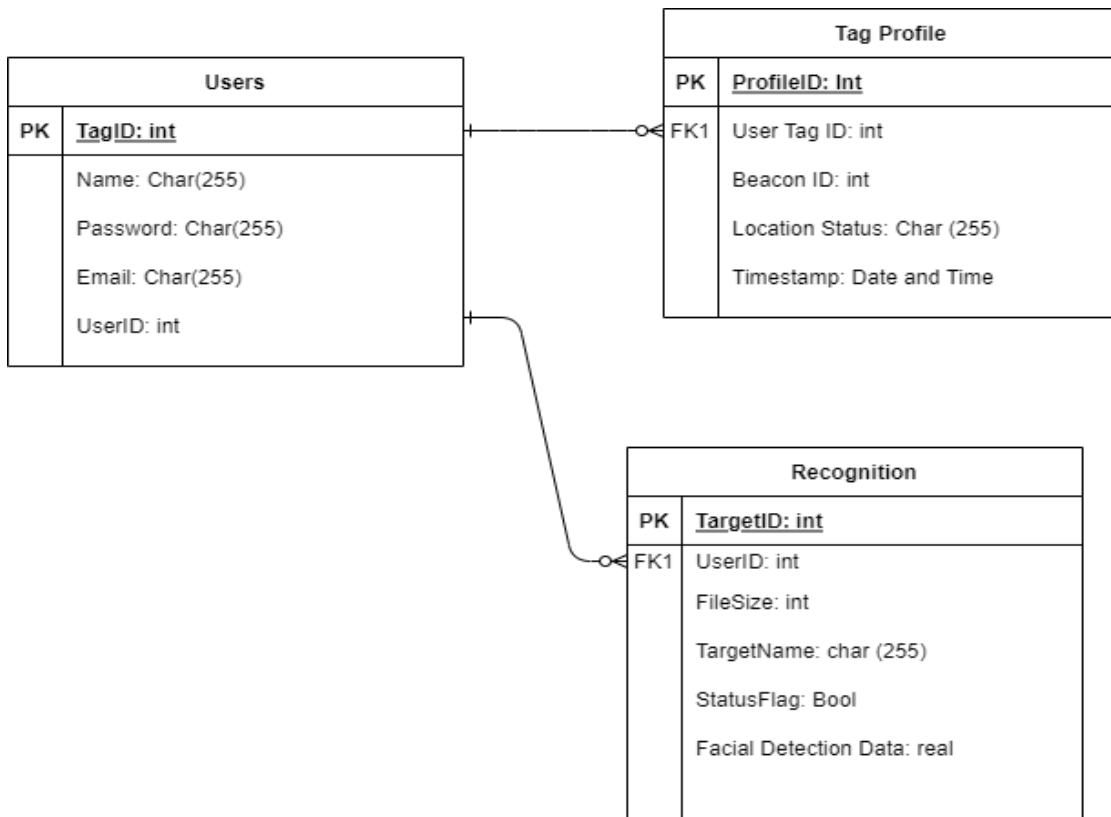 Users
PK TagID: int
Name: Char(255)
Password: Char(255)
Email: Char(255)
UserID: int
Tag Profile
PK ProfileID: Int
FK1 User Tag ID: int
Beacon ID: int
Location Status: Char (255)
Timestamp: Date and Time
Recognition
PK TargetID: int
FK1 UserID: int
FileSize: int
TargetName: char (255)
StatusFlag: Bool
Facial Detection Data: real